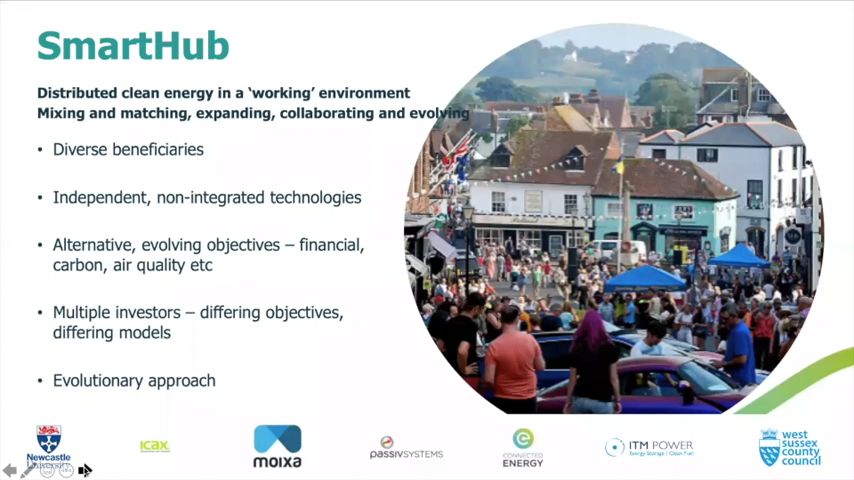 SmartHub
Distributed clean energy in a ‘working’ environment
Mixing and matching, expanding, collaborating and evolving
• Diverse beneficiaries
• Independent, non-integrated technologies
• Alternative, evolving objectives – financial,
carbon, air quality etc
• Multiple investors – differing objectives,
differing models
• Evolutionary approach
Newcastle
University
icax
moixa
PASSIVSYSTEMS
CONNECTED
ENERGY
ITM POWER
Energy Storage | Clean Fuel
west
sussex
county
council